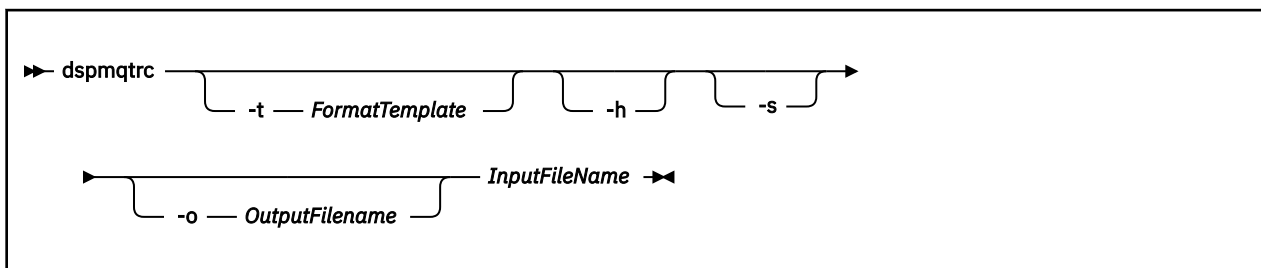 dspmqtrc
-t FormatTemplate -h -s
InputFileName
-o OutputFilename